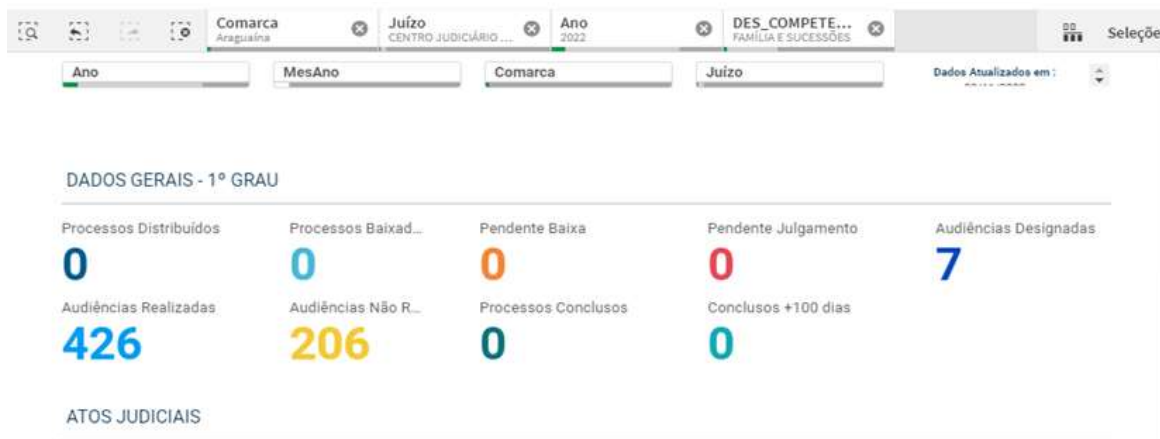 Comarca
Araguaína
Juízo
CENTRO JUDICIÁRIO ...
Ano
2022
DES_COMPETE...
FAMÍLIA E SUCESSÕES
Seleçõe
Ano
MesAno
Comarca
Juízo
Dados Atualizados em :
DADOS GERAIS - 1º GRAU
Processos Distribuídos
Processos Baixad...
Pendente Baixa
Pendente Julgamento
Audiências Designadas
0
0
0
0
7
Audiências Realizadas
Audiências Não R...
Processos Conclusos
Conclusos +100 dias
426
206
0
0
ATOS JUDICIAIS